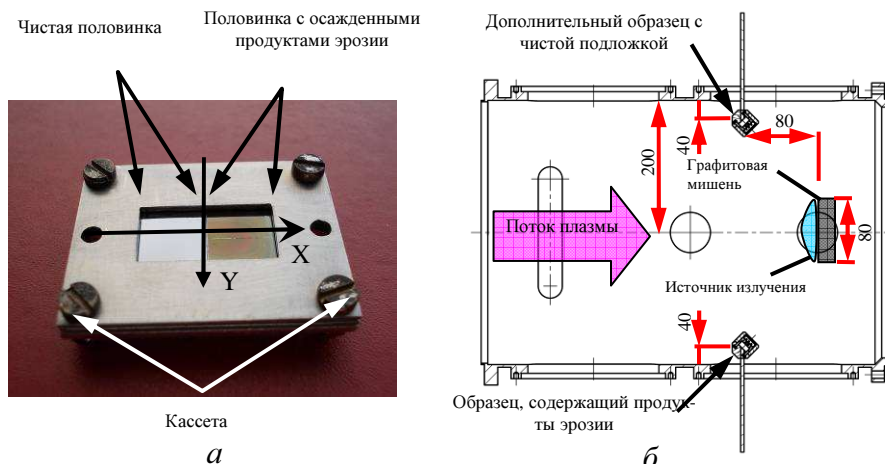 Чистая половинка
Половинка с осажденными
продуктами эрозии
X
Y
Кассета
а
Дополнительный образец с
чистой подложкой
80
40
200
Графитовая
мишень
Поток плазмы
80
Источник излучения
40
Образец, содержащий продук-
ты эрозии
б